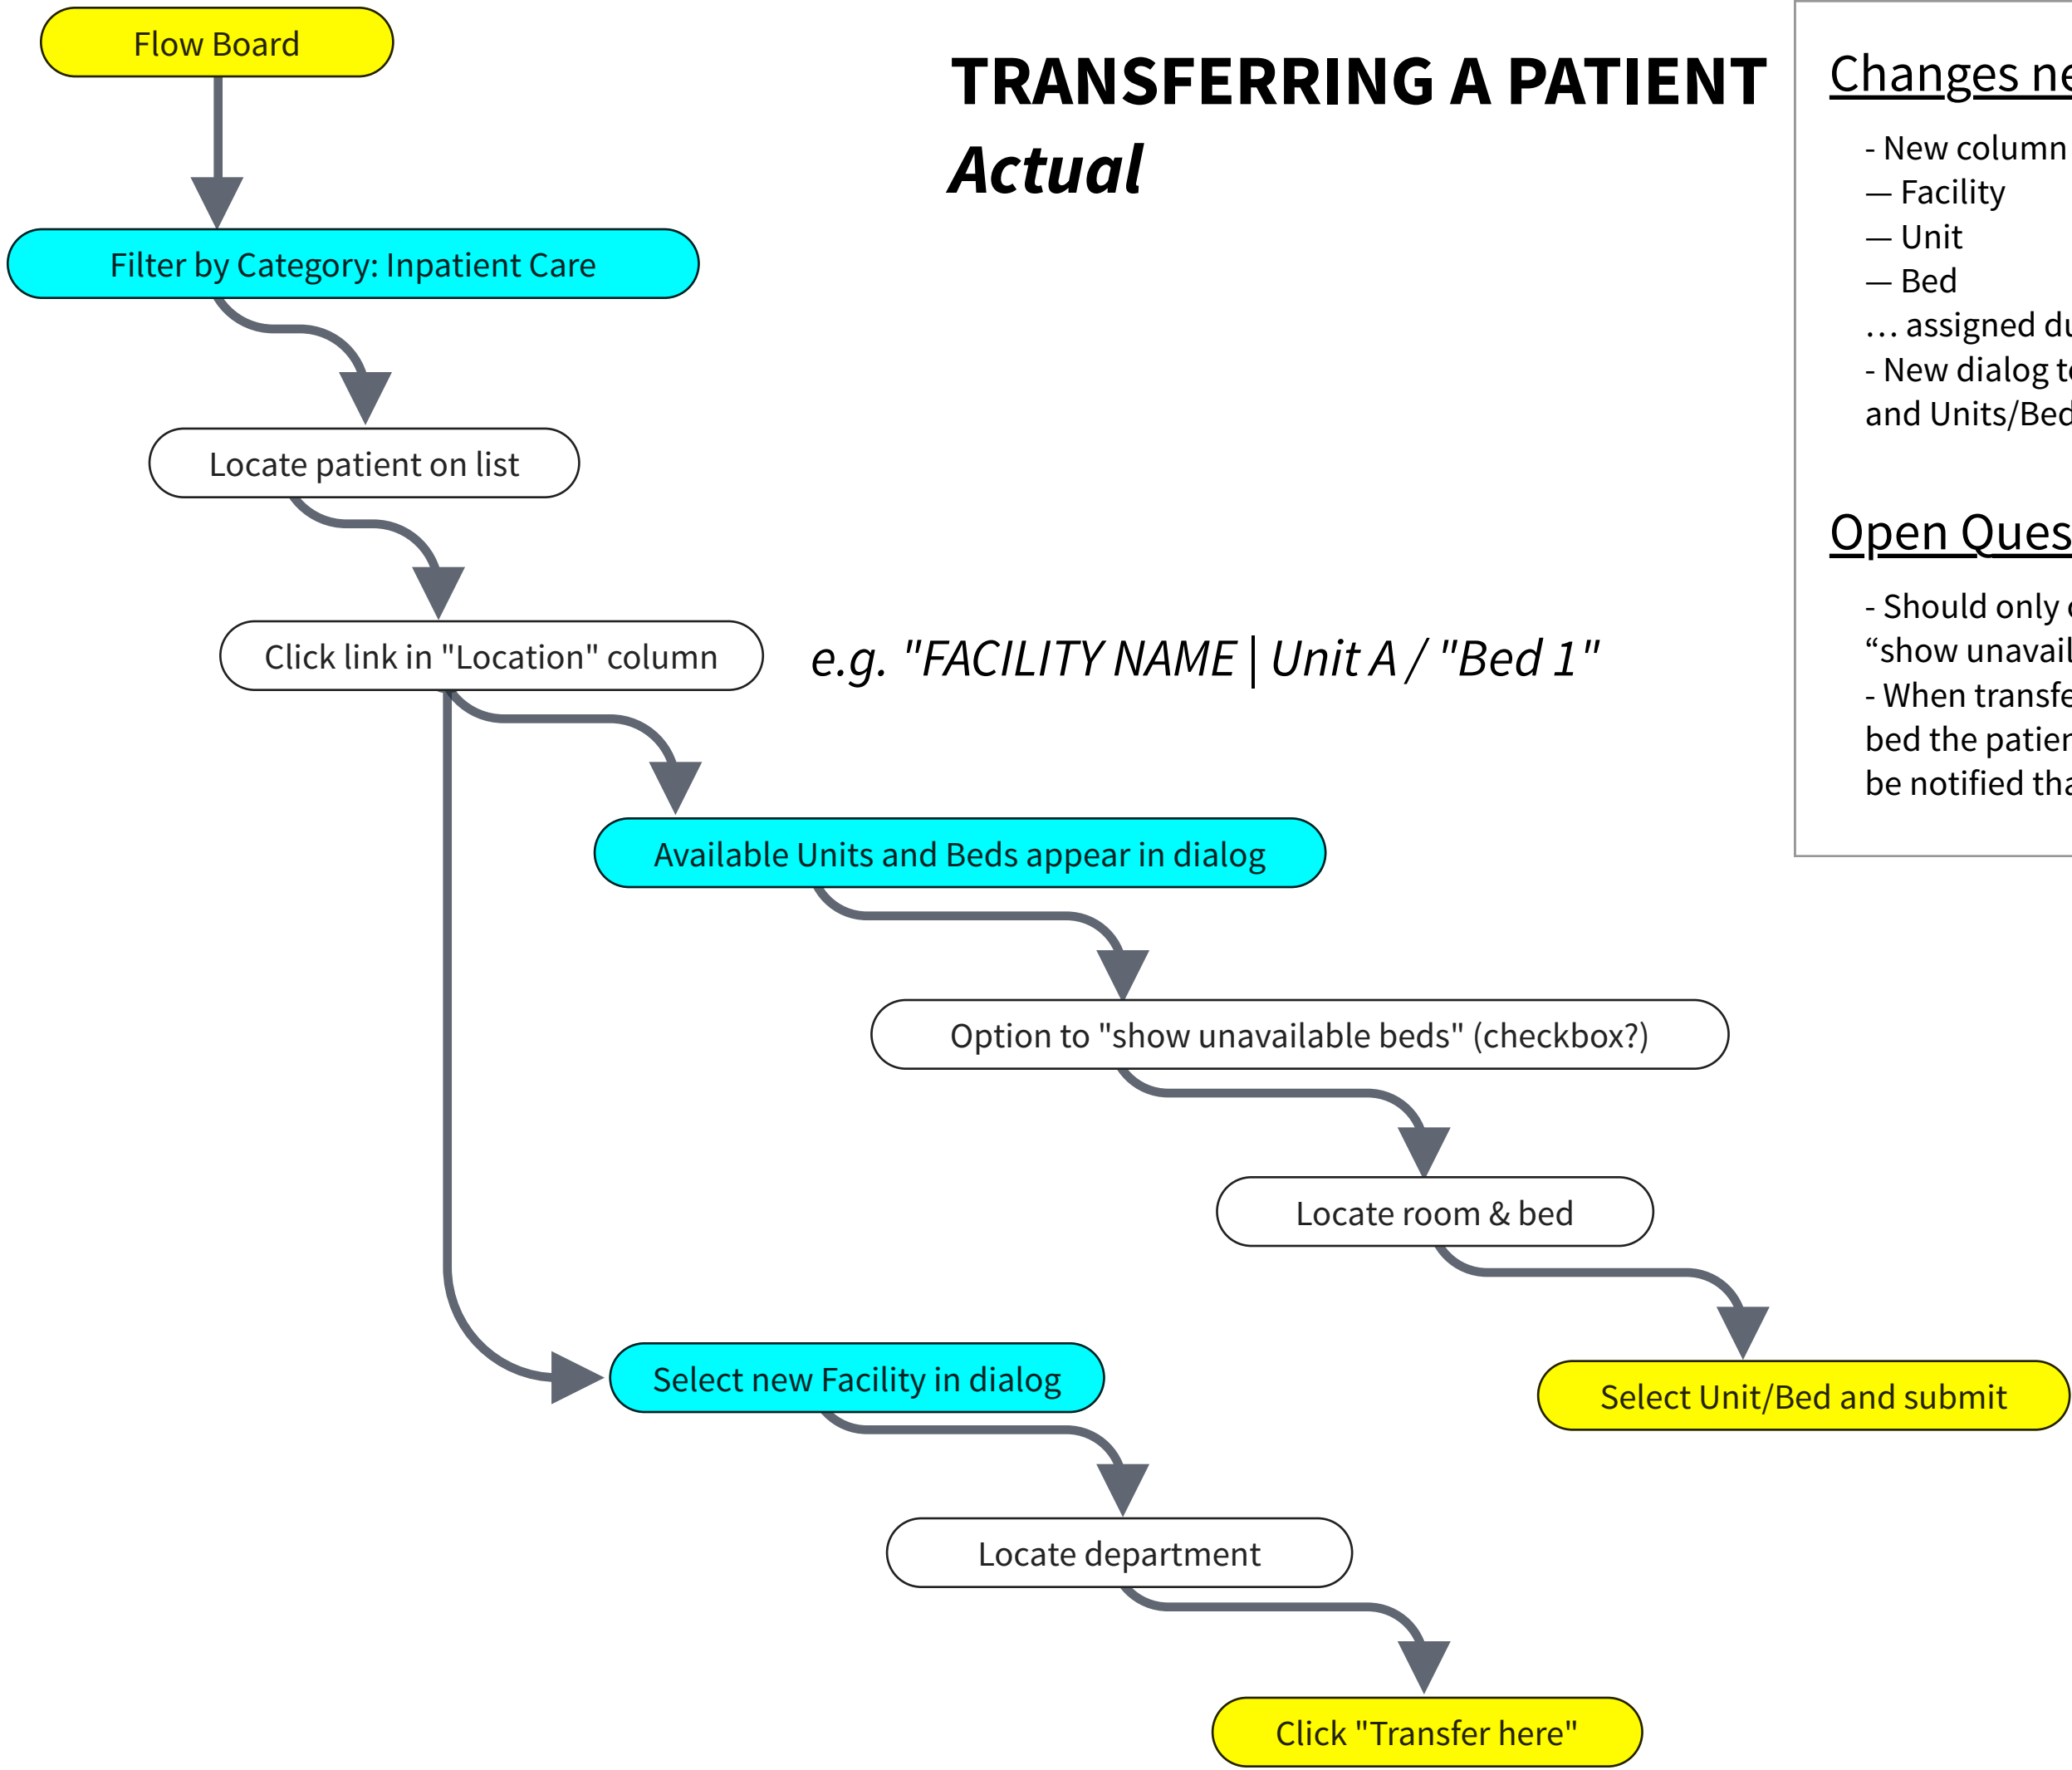 Flow Board
TRANSFERRING A PATIENT
Actual
Filter by Category: Inpatient Care
Locate patient on list
Click link in "Location" column
e.g. "FACILITY NAME | Unit A / "Bed 1"
Available Units and Beds appear in dialog
Option to "show unavailable beds" (checkbox?)
Locate room & bed
Select Unit/Bed and submit
Select new Facility in dialog
Locate department
Click "Transfer here"
Changes
- New column
— Facility
— Unit
— Bed
… assigned
- New dialog
and
Open
- Should only
“show
- When
bed the
be notified